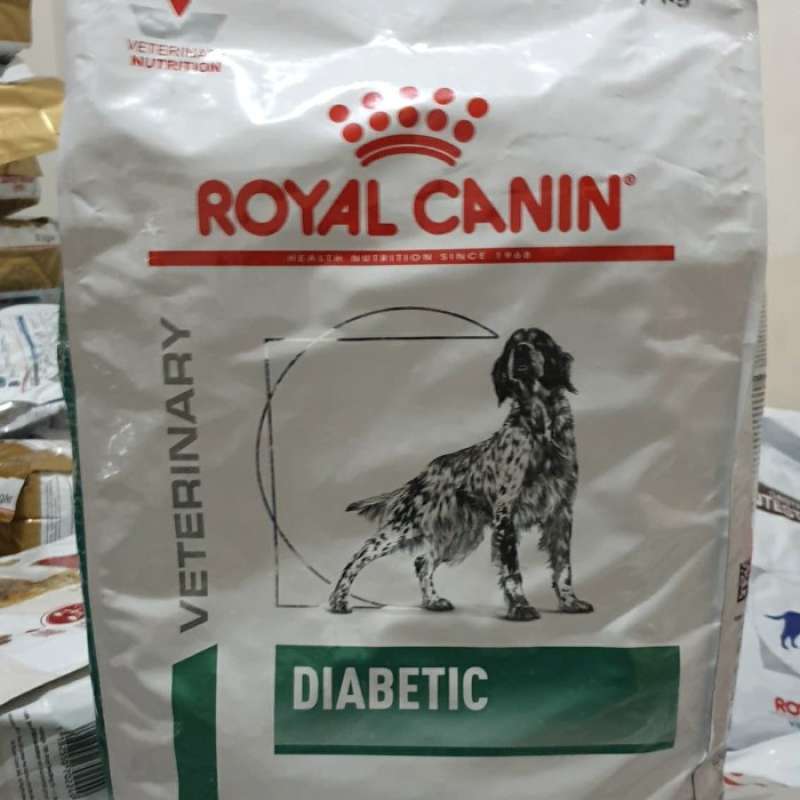 VETERINARY
NUTRITION
ROYAL CANIN®
HEALTH NUTRITION SINCE 1968
VETERINARY
DIABETIC